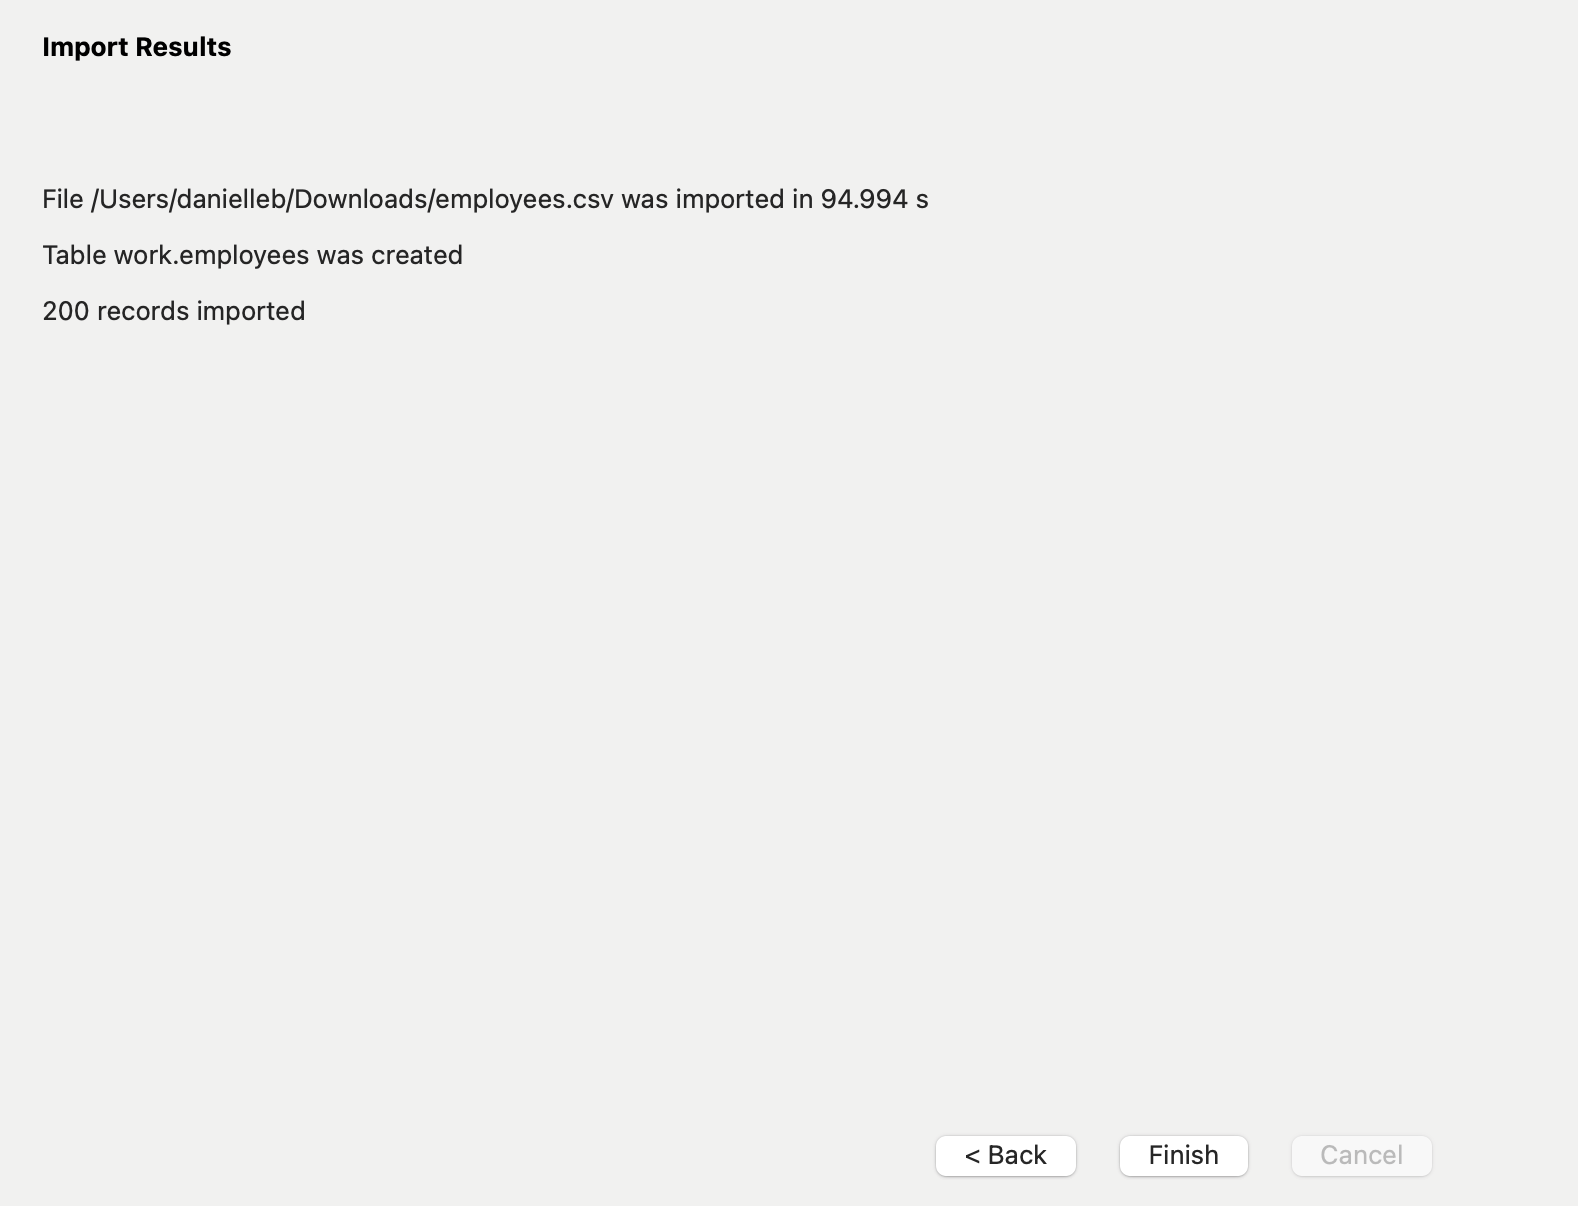 Import Results
File /Users/danielleb/Downloads/employees.csv was imported in 94.994 s
Table work.employees was created
200 records imported
< Back
Finish
Cancel